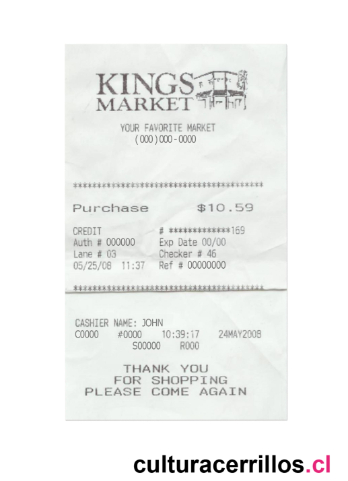 KINGS
MARKET
YOUR FAVORITE MARKET
(000)000-0000
Purchase $10.59
CREDIT # **************169
Auth # 000000 Exp Date 00/00
Lane # 03 Checker # 46
05/25/08 11:37 Ref # 00000000
CASHIER NAME: JOHN
C0000 #0000 10:39:17 24MAY2008
S00000 R000
THANK YOU
FOR SHOPPING
PLEASE COME AGAIN
culturacerrillos.cl